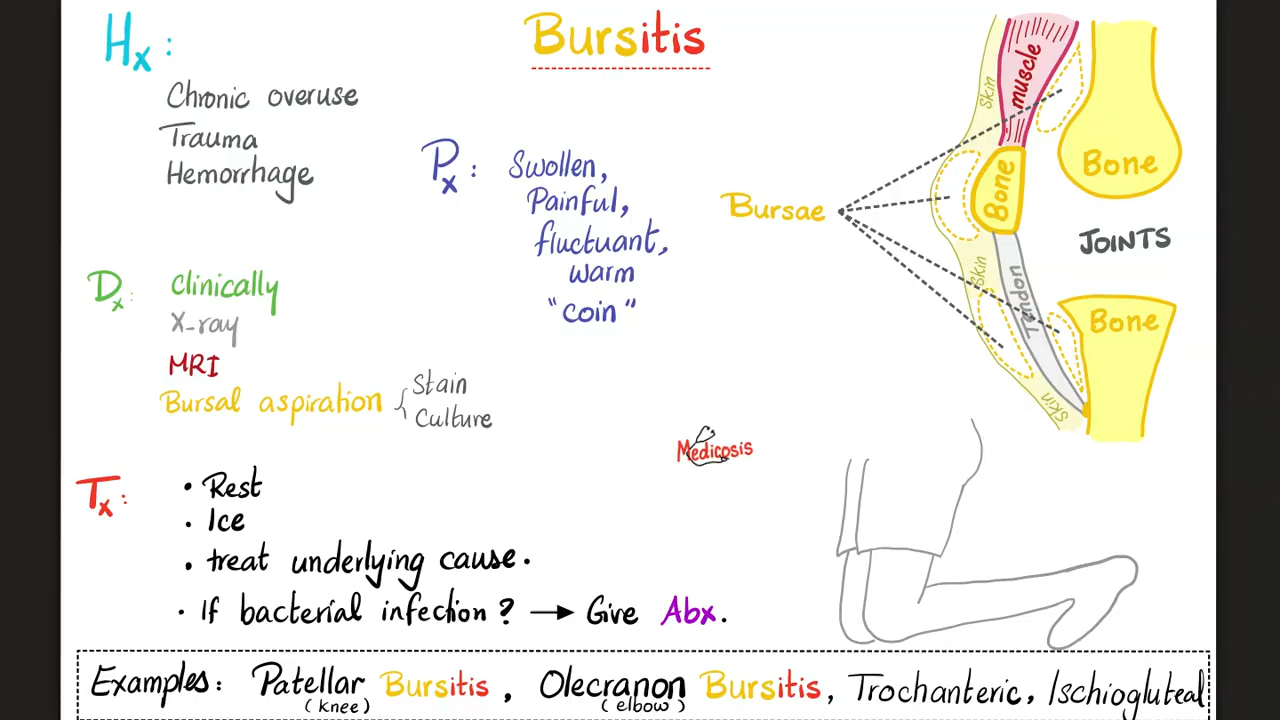 Bursitis
Hx:
Chronic overuse
Trauma
Hemorrhage
Px: Swollen,
Painful,
fluctuant,
warm
"coin"
Dx: Clinically
X-ray
MRI
Bursal aspiration { Stain
Culture
Tx:
• Rest
• Ice
• treat underlying cause.
• If bacterial infection? → Give Abx.
Bursae
Skin
muscle
Bone
Bone
JOINTS
Skin
Tendon
Bone
Skin
Medicosis
Examples: Patellar Bursitis, Olecranon Bursitis, Trochanteric, Ischiogluteal
(knee) (elbow)